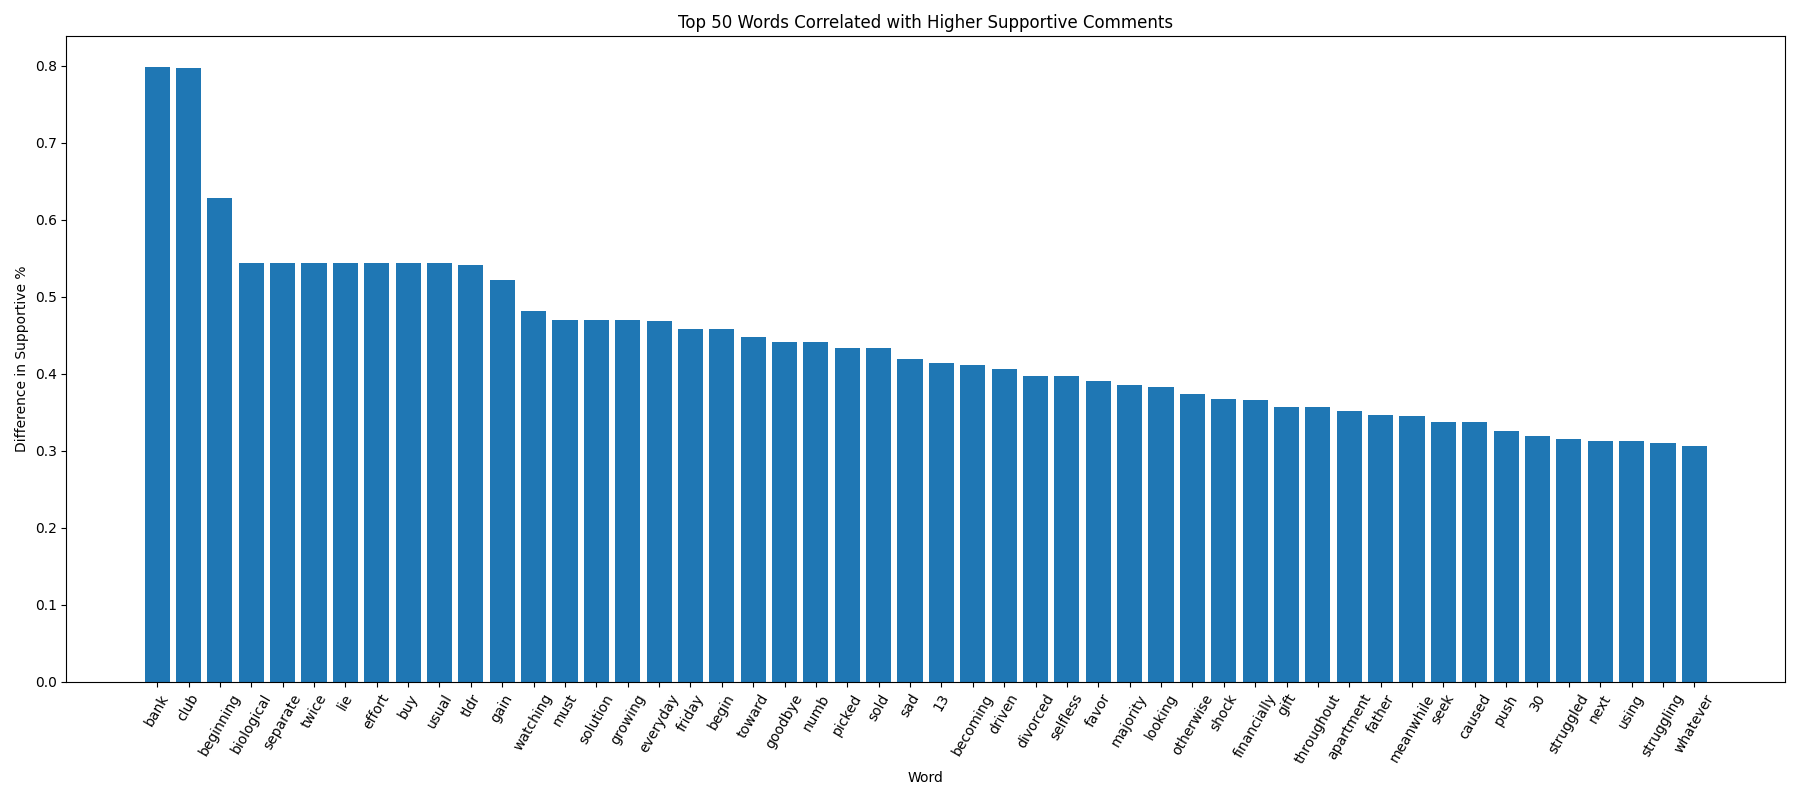 Top 50 Words Correlated with Higher Supportive Comments
Difference in Supportive %
0.8
0.7
0.6
0.5
0.4
0.3
0.2
0.1
0.0
bank
club
beginning
biological
separate
twice
lie
effort
buy
usual
tldr
gain
watching
must
solution
growing
everyday
friday
begin
toward
goodbye
numb
picked
sold
sad
13
becoming
driven
divorced
selfless
favor
majority
looking
otherwise
shock
financially
gift
throughout
apartment
father
meanwhile
seek
caused
push
30
struggled
next
using
struggling
whatever
Word